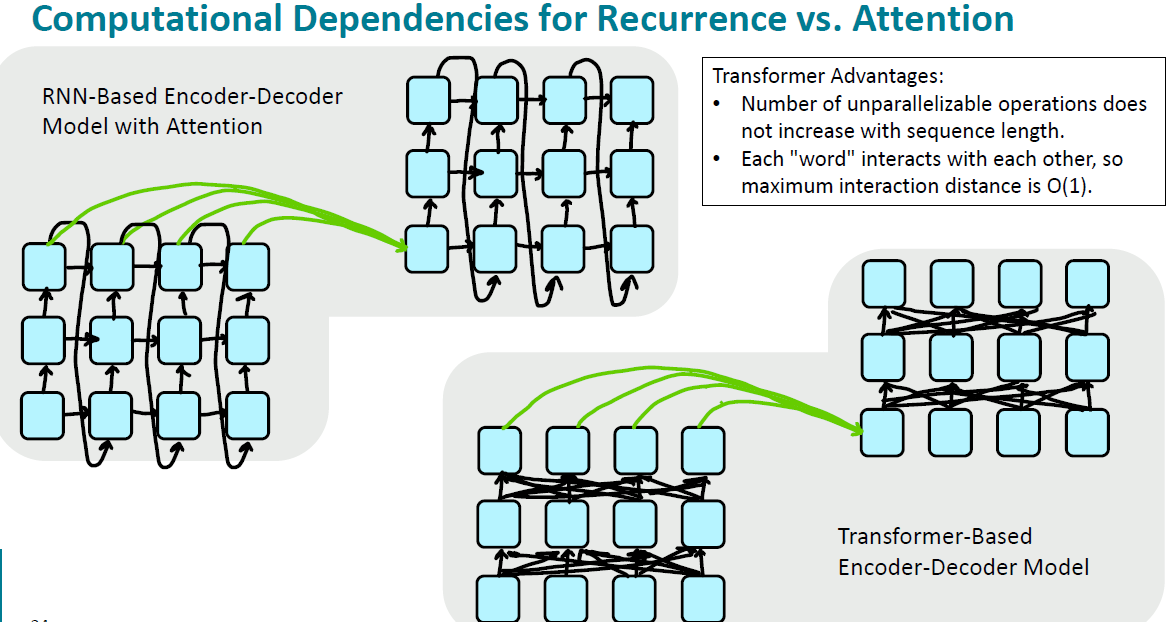 Computational Dependencies for Recurrence vs. Attention
RNN-Based Encoder-Decoder
Model with Attention
Transformer Advantages:
• Number of unparallelizable operations does
not increase with sequence length.
• Each "word" interacts with each other, so
maximum interaction distance is O(1).
Transformer-Based
Encoder-Decoder Model